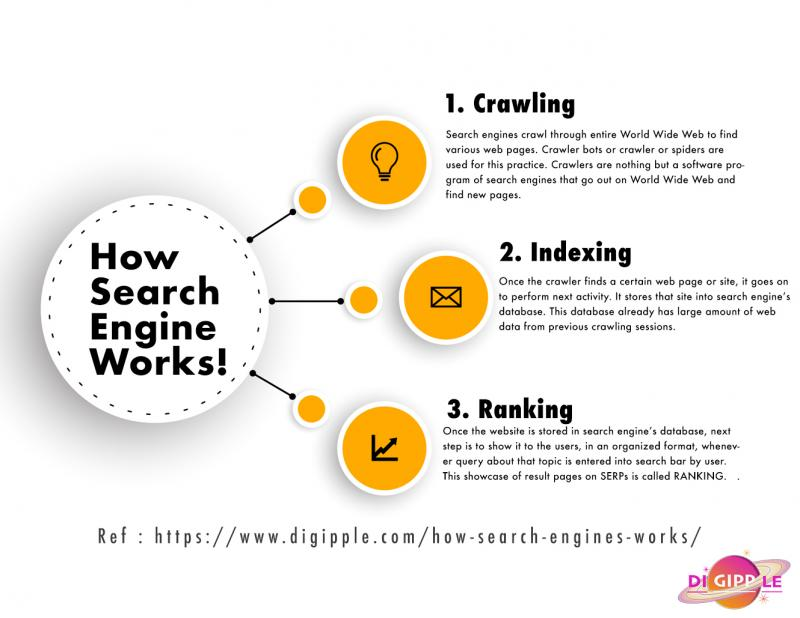 How
Search
Engine
Works!
1. Crawling
Search engines crawl through entire World Wide Web to find
various web pages. Crawler bots or crawler or spiders are
used for this practice. Crawlers are nothing but a software pro-
gram of search engines that go out on World Wide Web and
find new pages.
2. Indexing
Once the crawler finds a certain web page or site, it goes on
to perform next activity. It stores that site into search engine's
database. This database already has large amount of web
data from previous crawling sessions.
3. Ranking
Once the website is stored in search engine's database, next
step is to show it to the users, in an organized format, whenev-
er query about that topic is entered into search bar by user.
This showcase of result pages on SERPs is called RANKING. .
Ref : https://www.digipple.com/how-search-engines-works/
DIGIPPLE